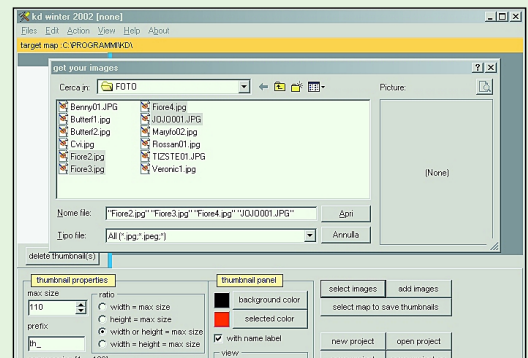 kd winter 2002 [none]
Files Edit Action View Help About
target map :C:\PROGRAMMI\KD\
get your images
Cerca in: FOTO
Picture:
Benny01.JPG Fiore4.jpg
Butterf1.jpg JOJO001.JPG
Butterf2.jpg Maryfo02.jpg
Cvi.jpg Rossan01.jpg
Fiore2.jpg TIZSTE01.JPG
Fiore3.jpg Veronic1.jpg
(None)
Nome file: "Fiore2.jpg" "Fiore3.jpg" "Fiore4.jpg" "JOJO001.JPG" Apri
Tipo file: All (*.jpg;*.jpeg;*) Annulla
delete thumbnail(s)
thumbnail properties
thumbnail panel
max size
110
prefix
th_
ratio
width = max size
height = max size
width or height = max size
width = height = max size
background color
selected color
with name label
view
select images add images
select map to save thumbnails
new project open project